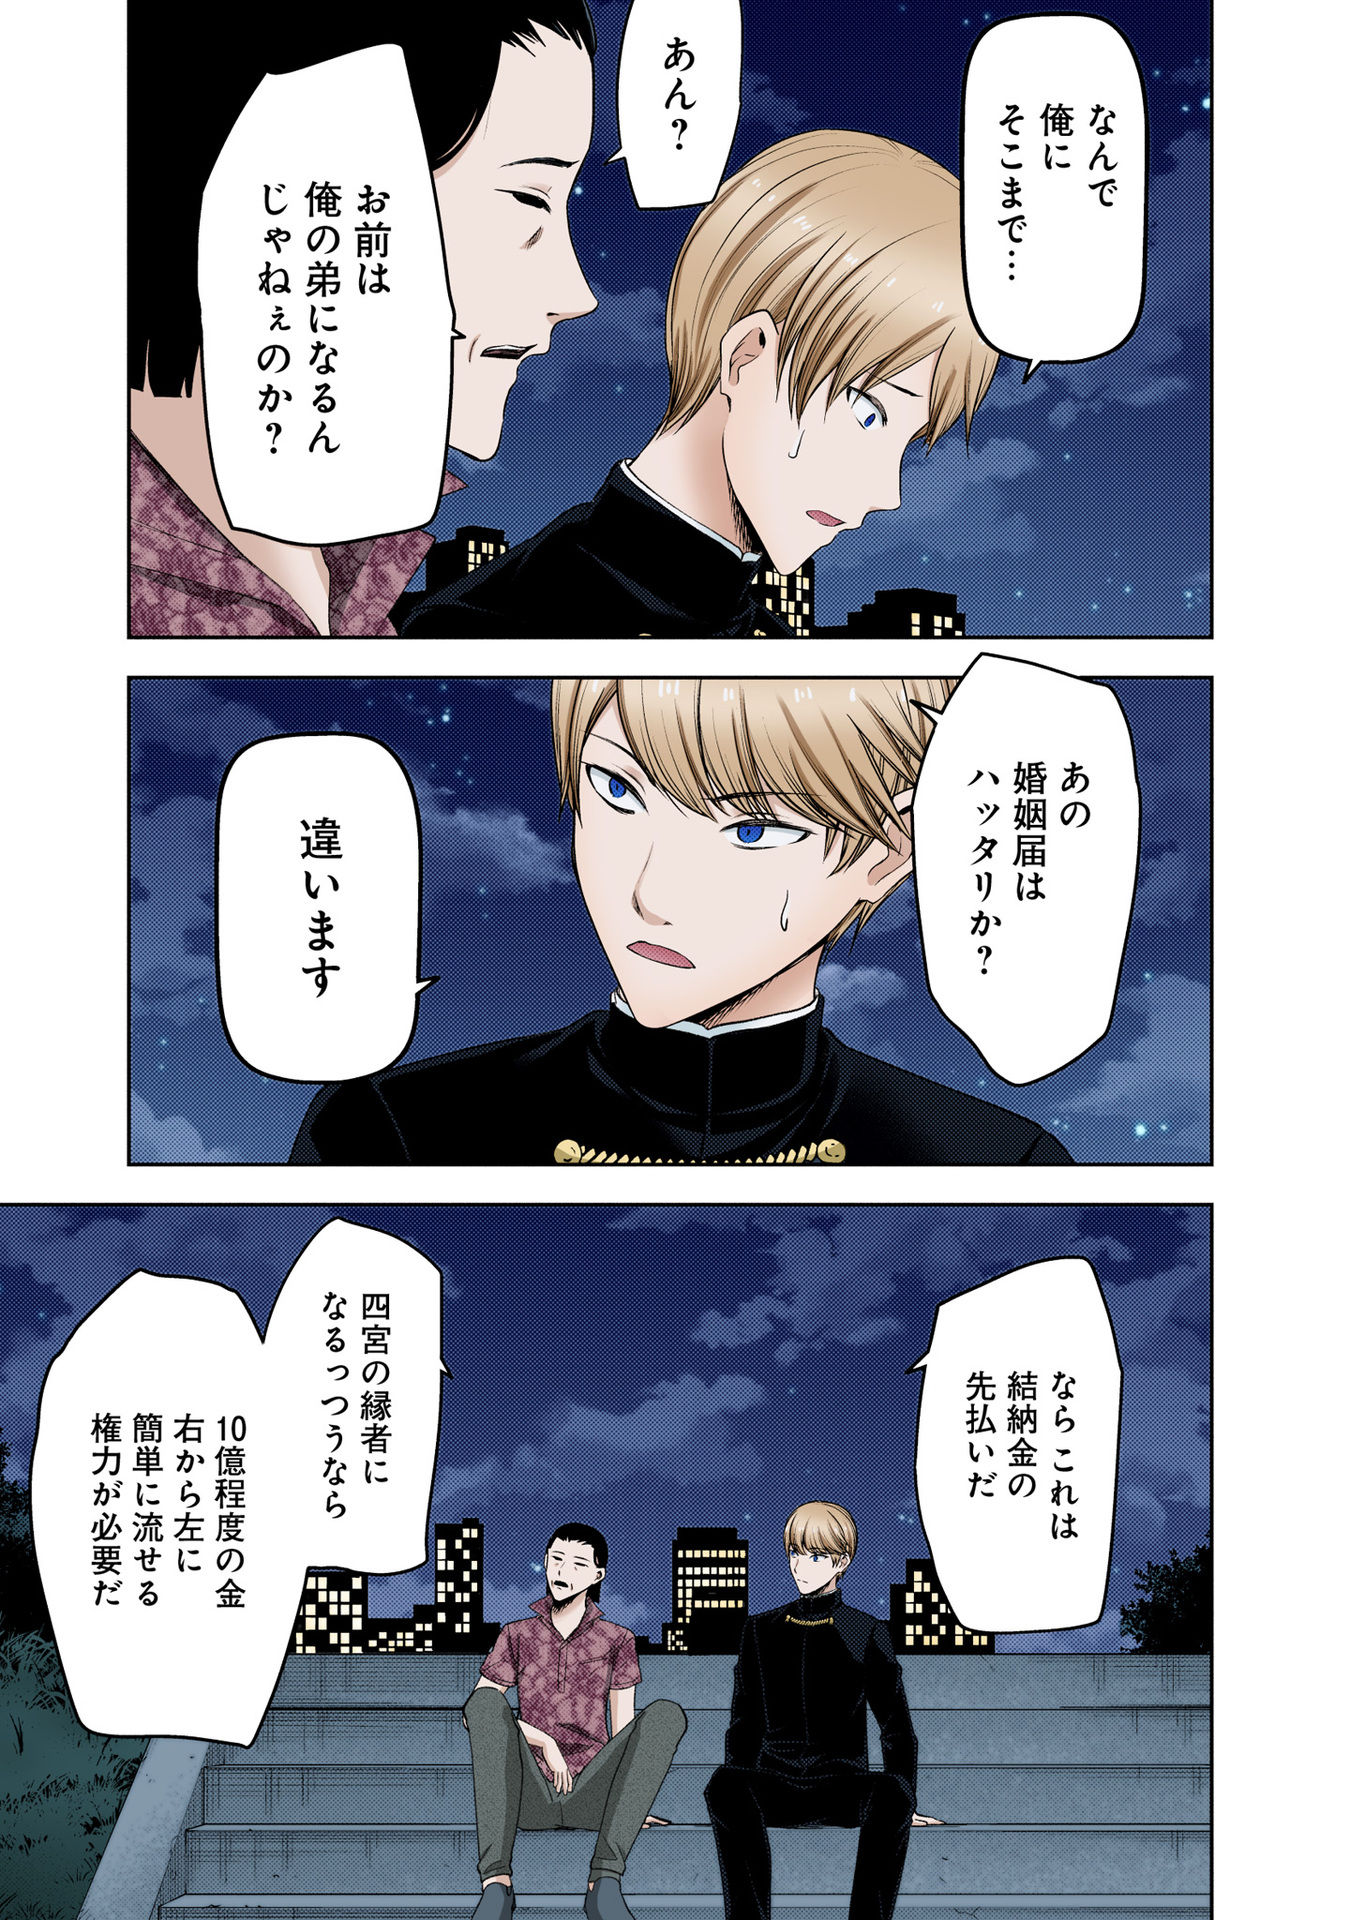 なんで
俺に
そこまで…
あん?
お前は
俺の弟になるん
じゃねぇのか?
あの
婚姻届は
ハッタリか?
違います
ならこれは
結納金の
先払いだ
四宮の縁者に
なるっつうなら
10億程度の金
右から左に
簡単に流せる
権力が必要だ